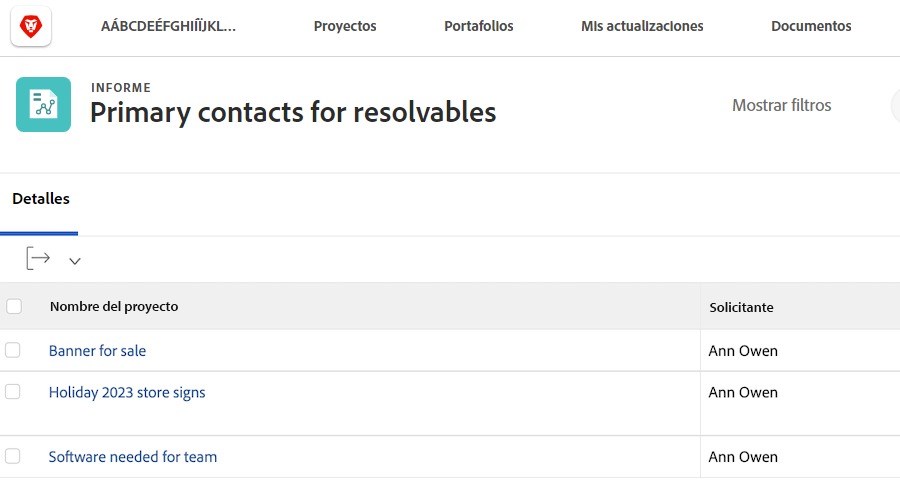 AÁBCDEÉFGHIÍÏJKL... Proyectos Portafolios Mis actualizaciones Documentos
INFORME
Primary contacts for resolvables
Mostrar filtros
Detalles
Nombre del proyecto Solicitante
Banner for sale Ann Owen
Holiday 2023 store signs Ann Owen
Software needed for team Ann Owen